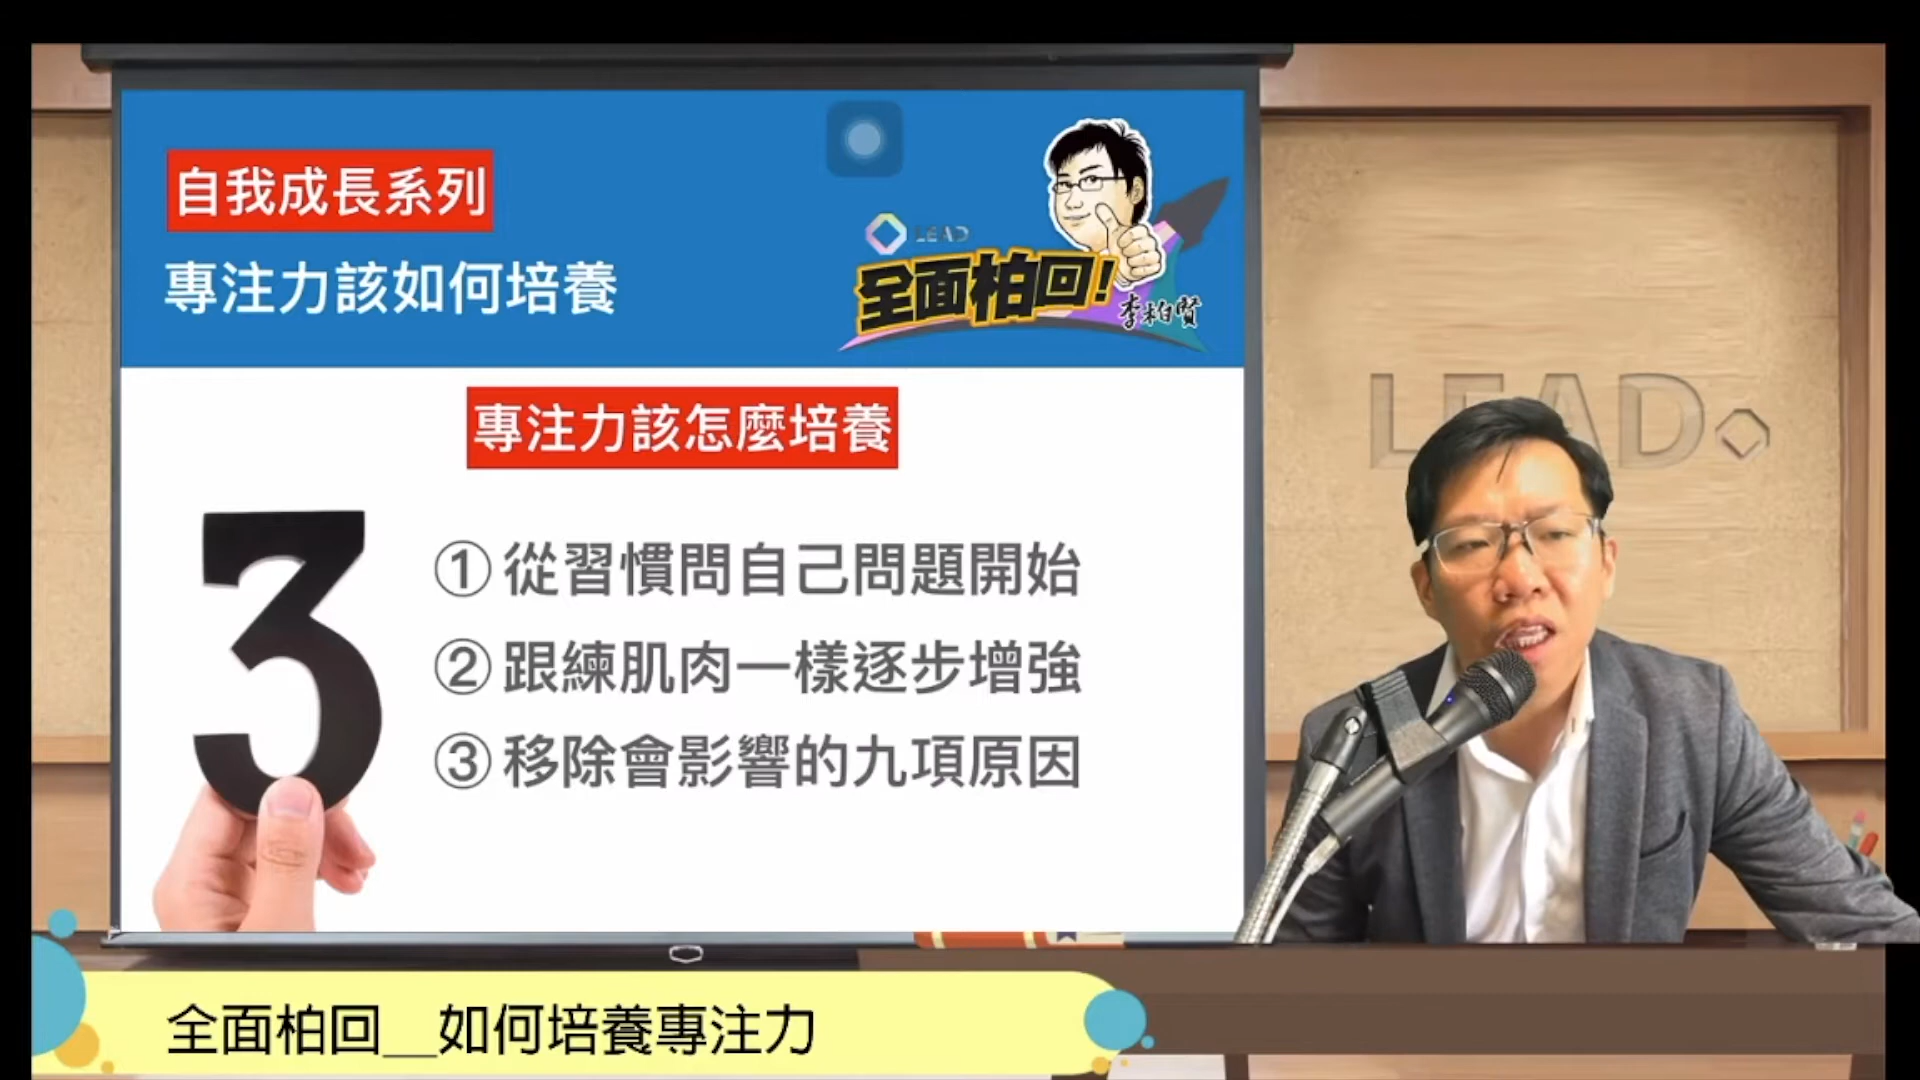 自我成長系列
專注力該如何培養
LEAD
全面柏回!
李柏賢
專注力該怎麼培養
3
① 從習慣問自己問題開始
② 跟練肌肉一樣逐步增強
③ 移除會影響的九項原因
LEAD
全面柏回__如何培養專注力